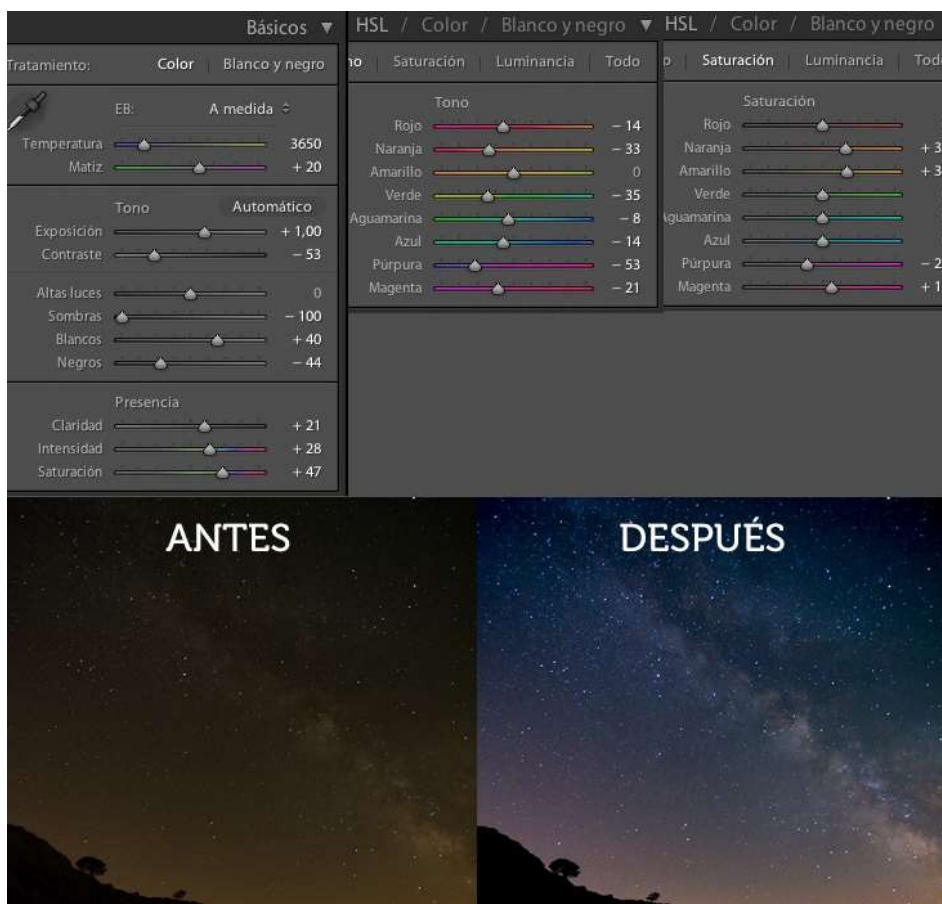 Básicos ▼
Tratamiento: Color | Blanco y negro
EB: A medida
Temperatura 3650
Matiz + 20
Tono Automático
Exposición + 1,00
Contraste – 53
Altas luces 0
Sombras – 100
Blancos + 40
Negros – 44
Presencia
Claridad + 21
Intensidad + 28
Saturación + 47
HSL / Color / Blanco y negro ▼
Saturación | Luminancia | Todo
Tono
Rojo – 14
Naranja – 33
Amarillo 0
Verde – 35
Aguamarina – 8
Azul – 14
Púrpura – 53
Magenta – 21
HSL / Color / Blanco y negro
Saturación | Luminancia
Saturación
Rojo
Naranja
Amarillo
Verde
Aguamarina
Azul
Púrpura
Magenta
ANTES
DESPUÉS